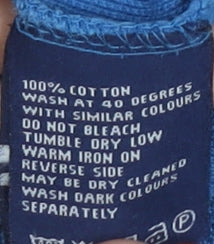 100% COTTON
WASH AT 40 DEGREES
WITH SIMILAR COLOURS
DO NOT BLEACH
TUMBLE DRY LOW
WARM IRON ON
REVERSE SIDE
MAY BE DRY CLEANED
WASH DARK COLOURS
SEPARATELY
P